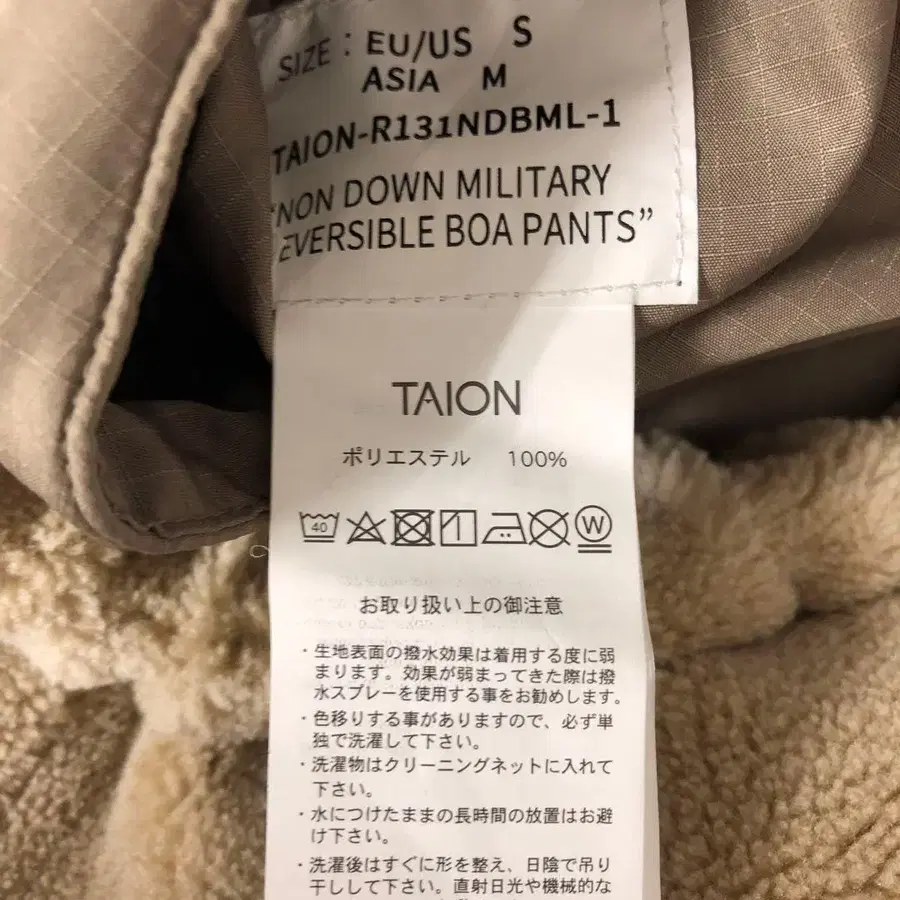 SIZE : EU/US S
ASIA M
TAION-R131NDBML-1
"NON DOWN MILITARY
EVERSIBLE BOA PANTS"
TAION
ポリエステル 100%
40
W
お取り扱い上の御注意
・生地表面の撥水効果は着用する度に弱
まります。効果が弱まってきた際は撥
水スプレーを使用する事をお勧めします。
・色移りする事がありますので、必ず単
独で洗濯して下さい。
・洗濯物はクリーニングネットに入れて
下さい。
・水につけたままの長時間の放置はお避
け下さい。
・洗濯後はすぐに形を整え、日陰で吊り
干しして下さい。直射日光や機械的な